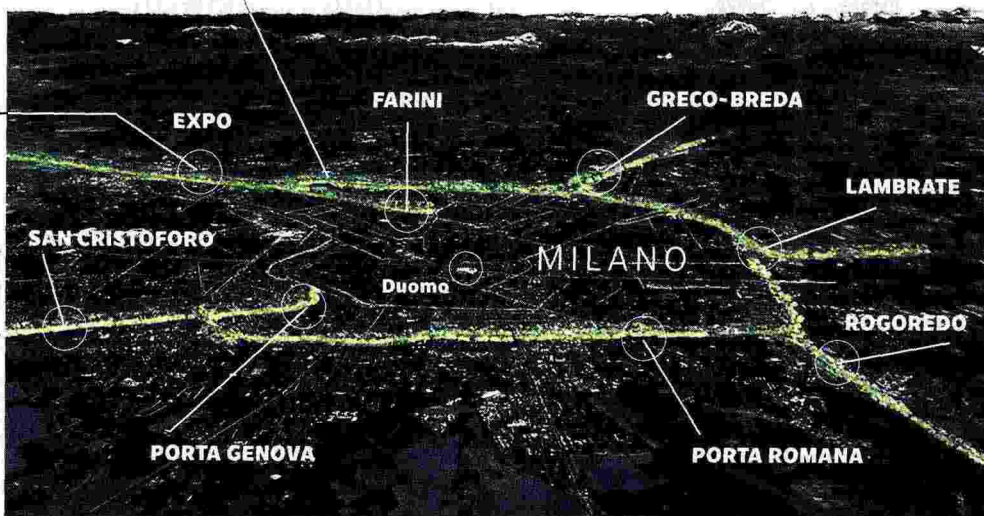 FARINI
GRECO-BREDA
EXPO
LAMBRATE
SAN CRISTOFORO
MILANO
Duomo
ROGOREDO
PORTA GENOVA
PORTA ROMANA